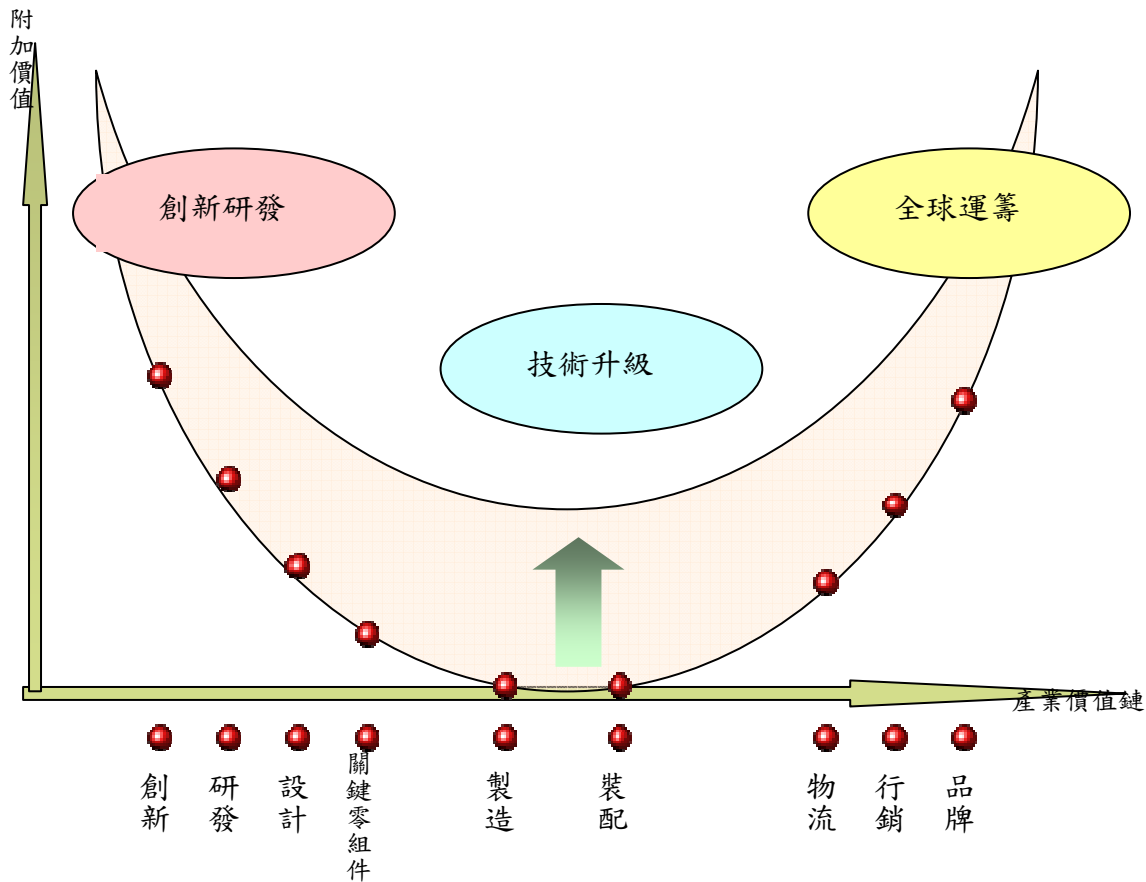 附加價值
創新研發
全球運籌
技術升級
產業價值鏈
創新
研發
設計
關鍵零組件
製造
裝配
物流
行銷
品牌